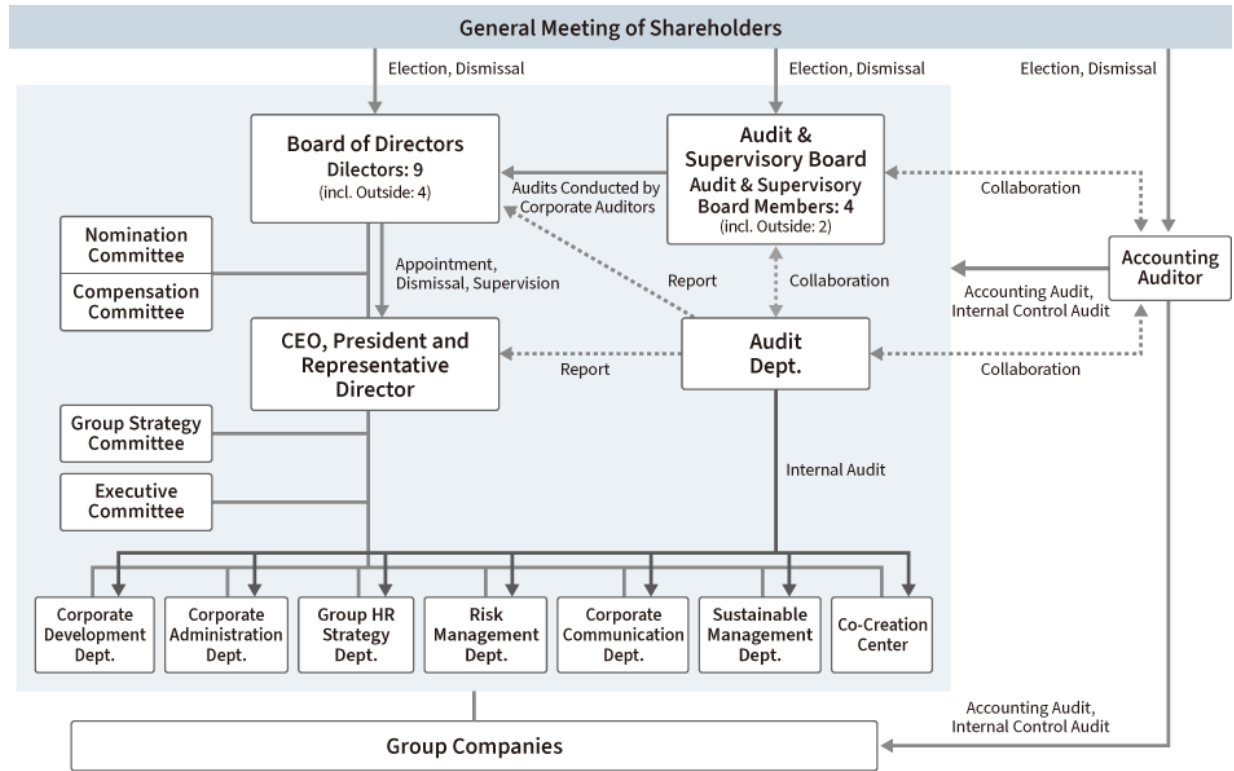 General Meeting of Shareholders
Election, Dismissal
Election, Dismissal
Election, Dismissal
Board of Directors
Dilectors: 9
(incl. Outside: 4)
Audit &
Supervisory Board
Audit & Supervisory
Board Members: 4
(incl. Outside: 2)
Audits Conducted by
Corporate Auditors
Collaboration
Nomination
Committee
Compensation
Committee
Appointment,
Dismissal, Supervision
Report
Collaboration
Accounting
Auditor
Accounting Audit,
Internal Control Audit
CEO, President and
Representative
Director
Report
Audit
Dept.
Collaboration
Group Strategy
Committee
Executive
Committee
Internal Audit
Corporate
Development
Dept.
Corporate
Administration
Dept.
Group HR
Strategy
Dept.
Risk
Management
Dept.
Corporate
Communication
Dept.
Sustainable
Management
Dept.
Co-Creation
Center
Accounting Audit,
Internal Control Audit
Group Companies